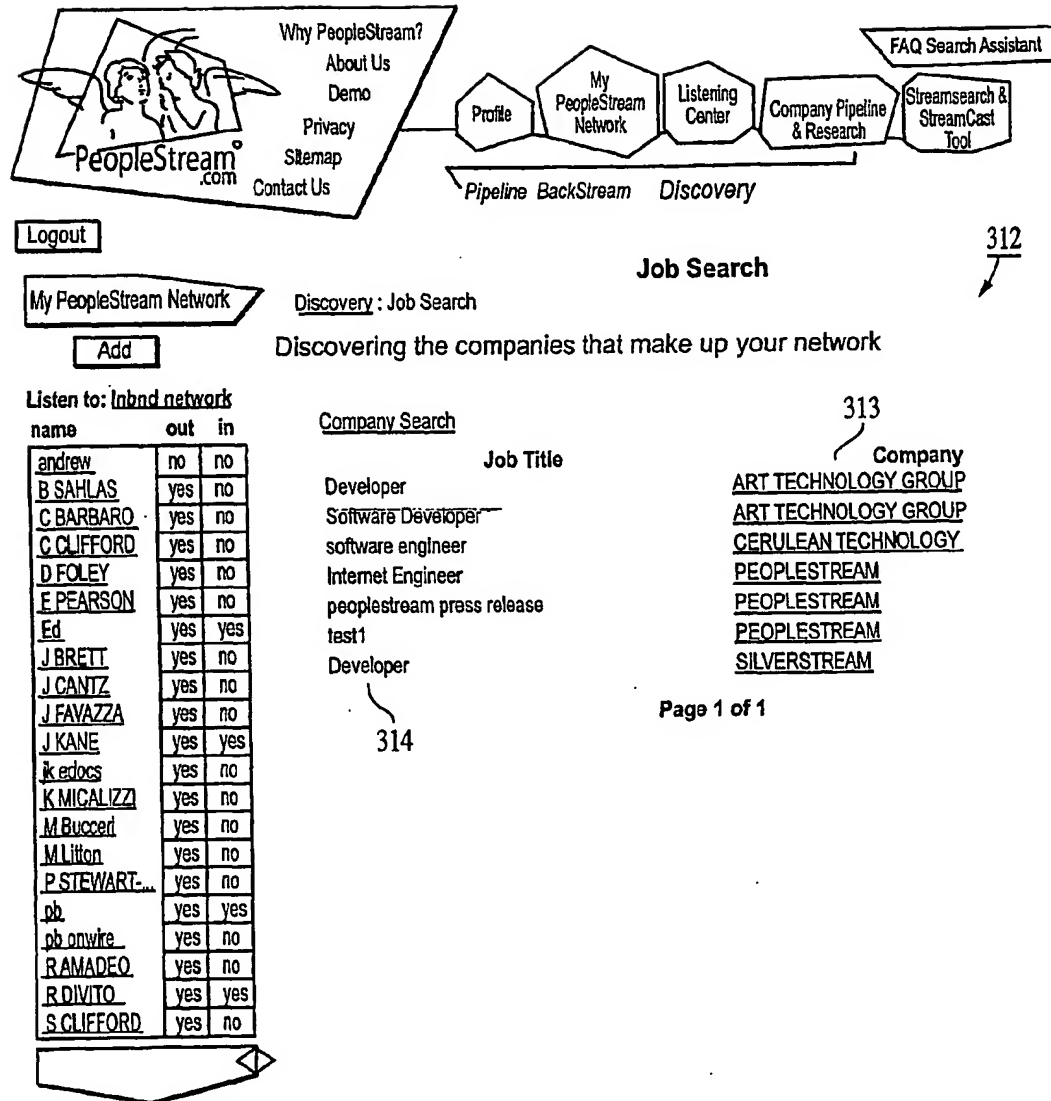 Why PeopleStream?
About Us
Demo
Privacy
Sitemap
Contact Us
PeopleStream
.com
FAQ Search Assistant
Profile
My PeopleStream Network
Listening Center
Company Pipeline & Research
Streamsearch & StreamCast Tool
Pipeline BackStream Discovery
Logout
312
Job Search
My PeopleStream Network
Discovery : Job Search
Add
Discovering the companies that make up your network
Listen to: Inbnd network
name out in
andrew no no
B SAHLAS yes no
C BARBARO yes no
C CLIFFORD yes no
D FOLEY yes no
E PEARSON yes no
Ed yes yes
J BRETT yes no
J CANTZ yes no
J FAVAZZA yes no
J KANE yes yes
jk edocs yes no
K MICALIZZI yes no
M Bucceri yes no
M Litton yes no
P STEWART-... yes no
pb yes yes
pb onwire yes no
R AMADEO yes no
R DIVITO yes yes
S CLIFFORD yes no
Company Search
313
Job Title Company
Developer ART TECHNOLOGY GROUP
Software Developer ART TECHNOLOGY GROUP
software engineer CERULEAN TECHNOLOGY
Internet Engineer PEOPLESTREAM
peoplestream press release PEOPLESTREAM
test1 PEOPLESTREAM
Developer SILVERSTREAM
314
Page 1 of 1